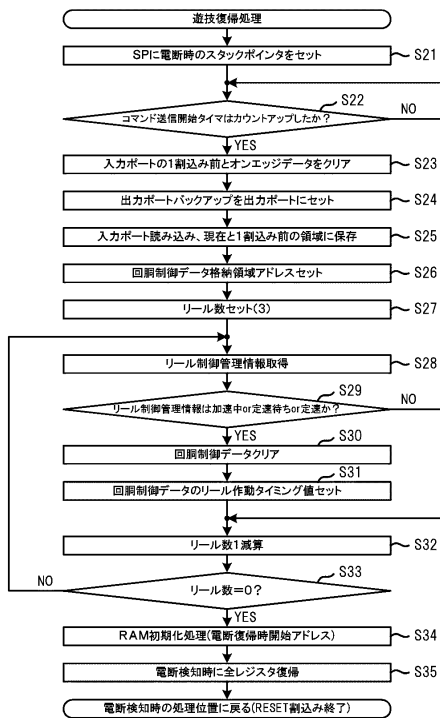 遊技復帰処理
SPに電断時のスタックポインタをセット
S21
コマンド送信開始タイマはカウントアップしたか?
S22
NO
YES
入力ポートの1割込み前とオンエッジデータをクリア
S23
出力ポートバックアップを出力ポートにセット
S24
入力ポート読み込み、現在と1割込み前の領域に保存
S25
回胴制御データ格納領域アドレスセット
S26
リール数セット(3)
S27
リール制御管理情報取得
S28
リール制御管理情報は加速中or定速待ちor定速か?
S29
NO
YES
回胴制御データクリア
S30
回胴制御データのリール作動タイミング値セット
S31
リール数1減算
S32
リール数=0?
S33
NO
YES
RAM初期化処理(電断復帰時開始アドレス)
S34
電断検知時に全レジスタ復帰
S35
電断検知時の処理位置に戻る(RESET割込み終了)